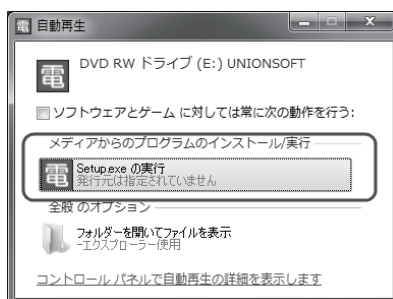 電 自動再生
電 DVD RW ドライブ (E:) UNIONSOFT
ソフトウェアとゲーム に対しては常に次の動作を行う:
メディアからのプログラムのインストール/実行
電 Setup.exe の実行
発行元は指定されていません
全般 のオプション
フォルダーを開いてファイルを表示
-エクスプローラー使用
コントロール パネルで自動再生の詳細を表示します